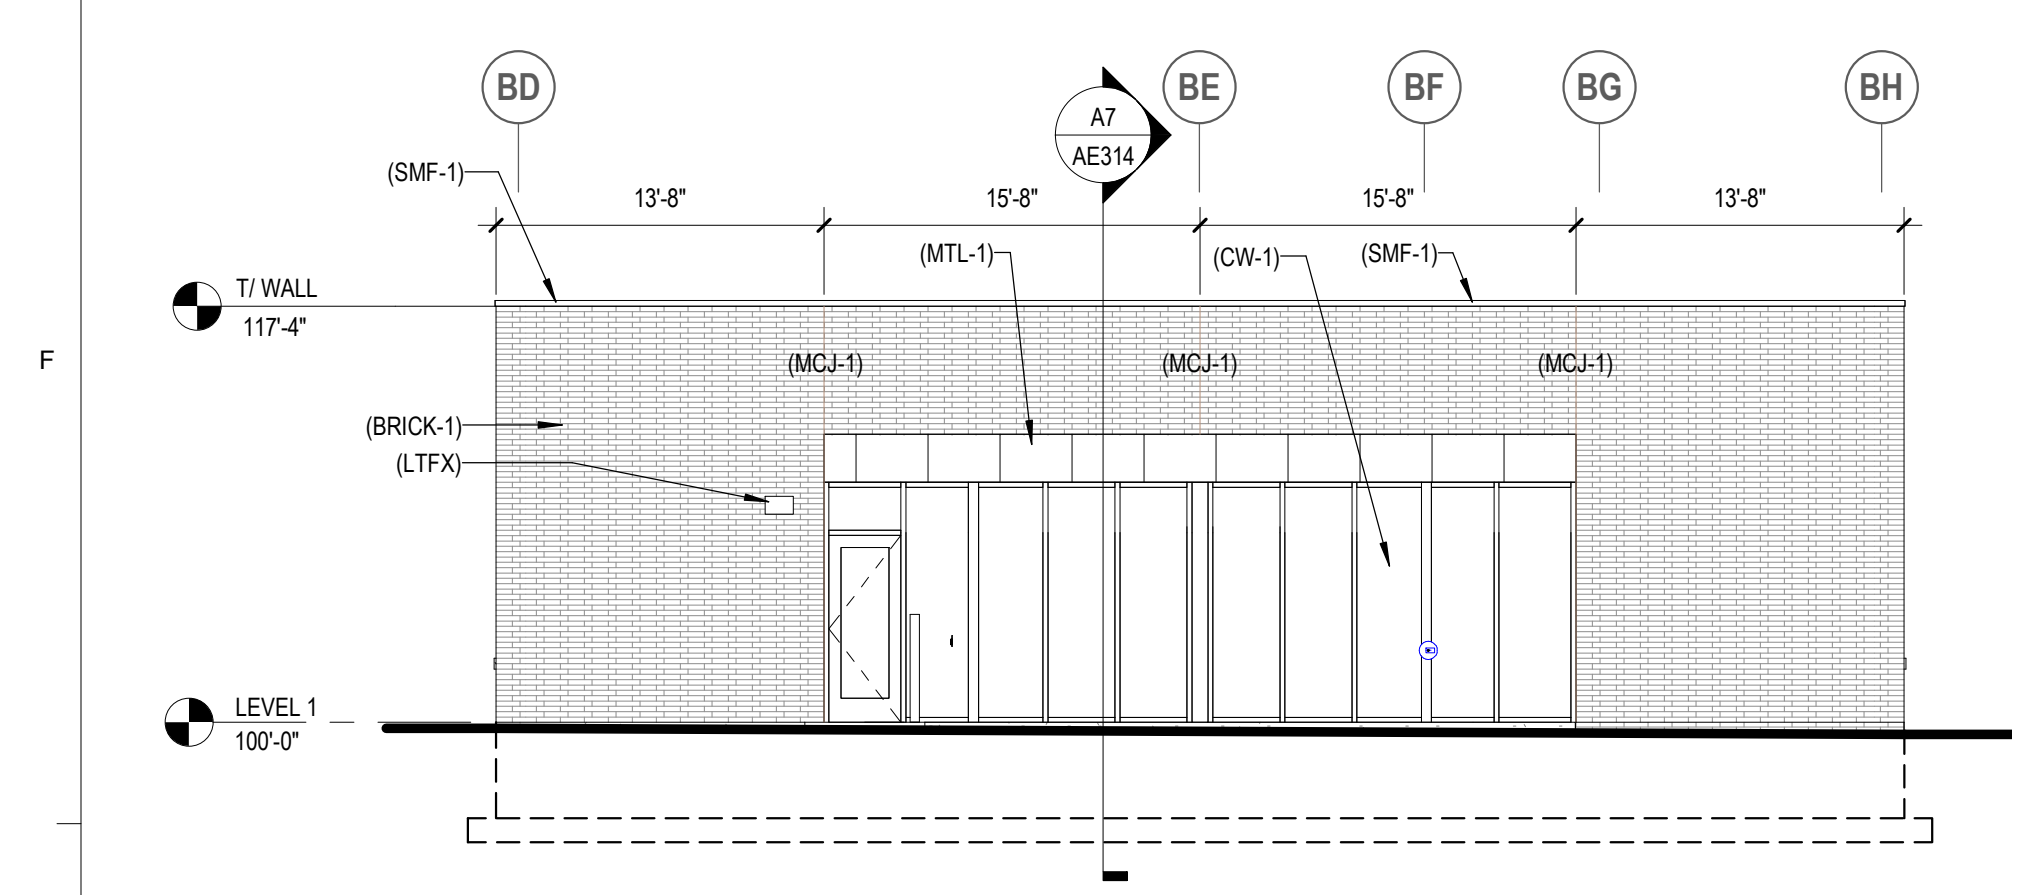 BD
BE
BF
BG
BH
A7
AE314
(SMF-1)
13'-8"
15'-8"
15'-8"
13'-8"
(MTL-1)
(CW-1)
(SMF-1)
T/ WALL
117'-4"
F
(MCJ-1)
(MCJ-1)
(MCJ-1)
(BRICK-1)
(LTFX)
LEVEL 1
100'-0"